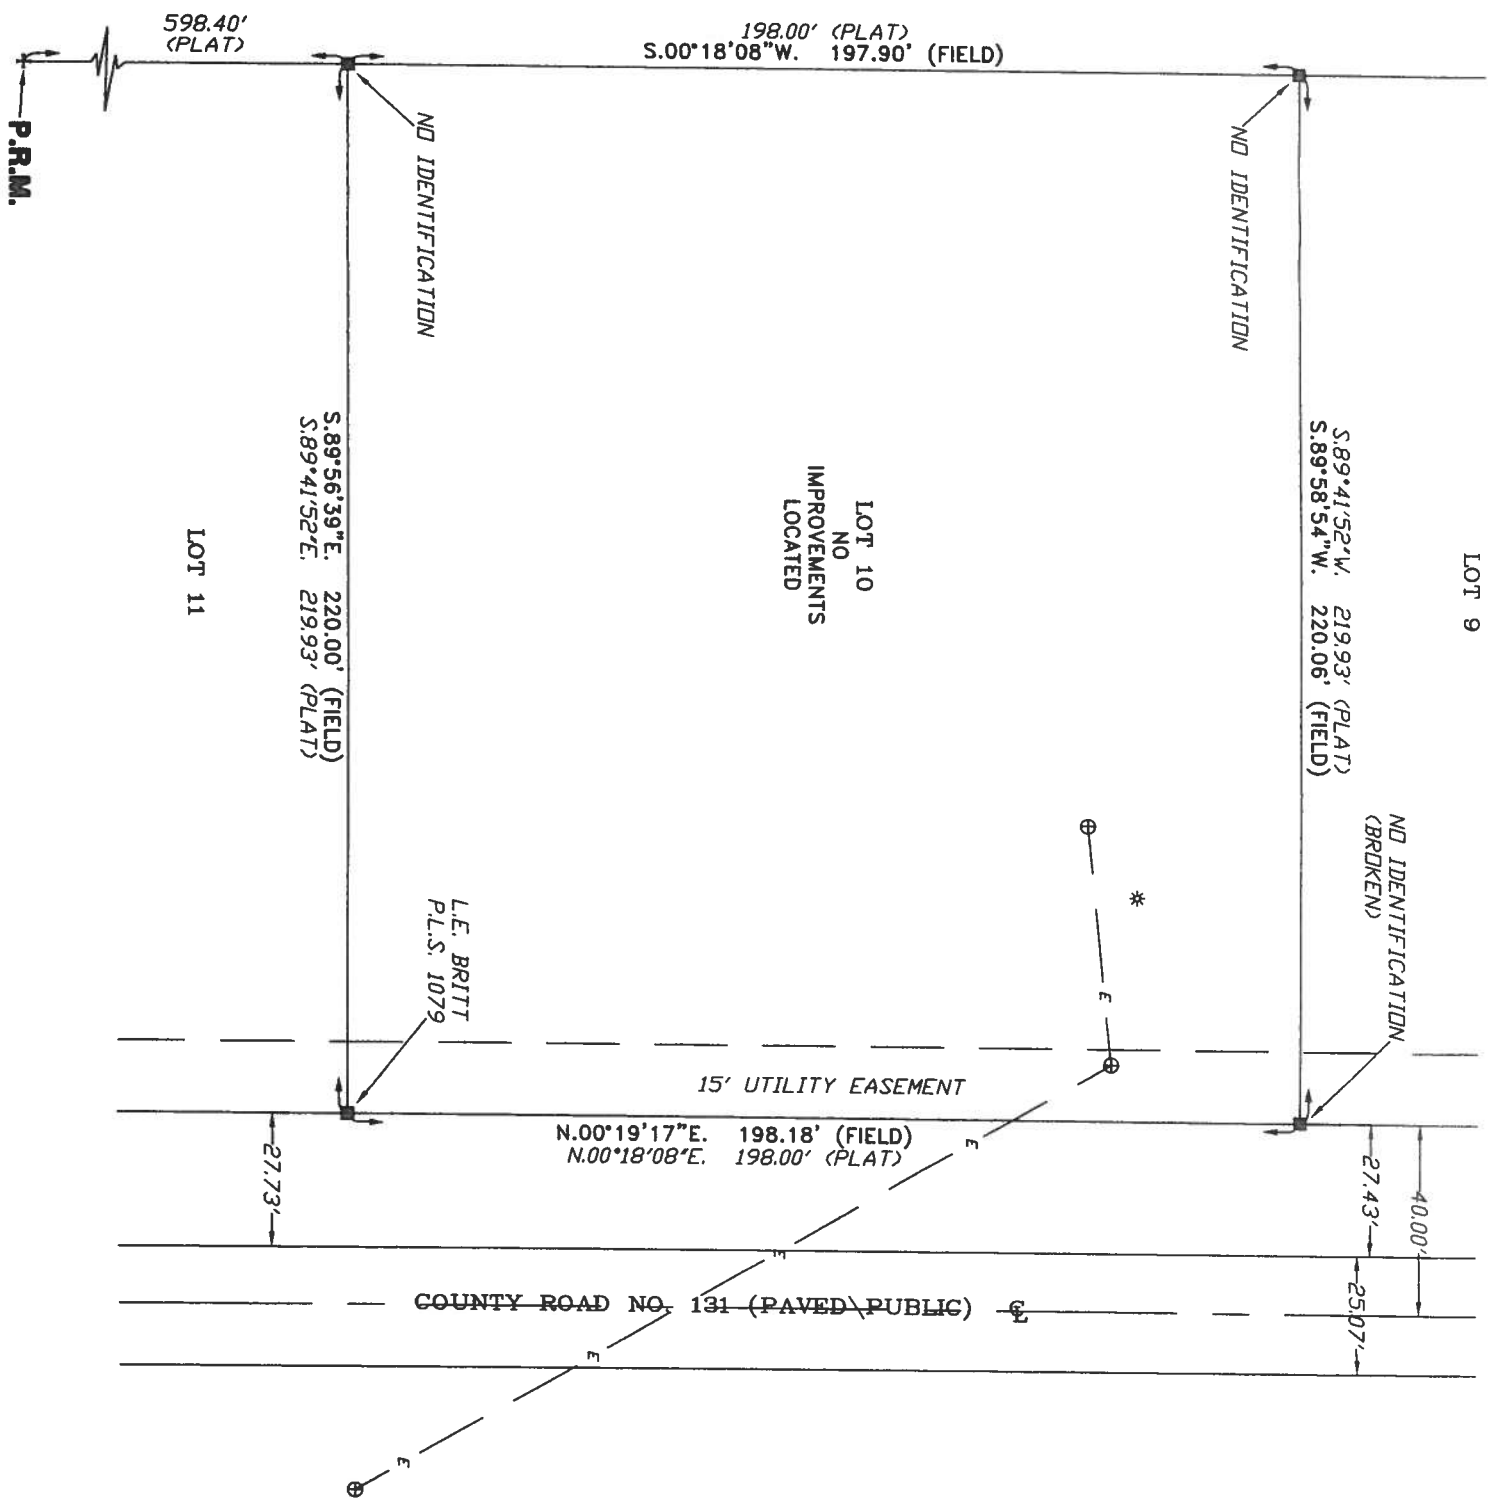 598.40'
(PLAT)
198.00' (PLAT)
S.00°18'08"W. 197.90' (FIELD)
P.R.M.
NO IDENTIFICATION
NO IDENTIFICATION
LOT 9
S.89°41'52"W. 219.93' (PLAT)
S.89°58'54"W. 220.06' (FIELD)
LOT 10
NO
IMPROVEMENTS
LOCATED
S.89°56'39"E. 220.00' (FIELD)
S.89°41'52"E. 219.93' (PLAT)
LOT 11
NO IDENTIFICATION
(BROKEN)
L.E. BRITT
P.L.S. 1079
E
15' UTILITY EASEMENT
N.00°19'17"E. 198.18' (FIELD)
N.00°18'08"E. 198.00' (PLAT)
E
27.73'
27.43'
40.00'
E
COUNTY ROAD NO. 131 (PAVED\PUBLIC) ℄
25.07'
E
E